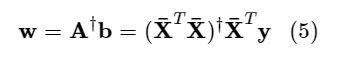 w = A†b = (X̄ᵀX̄)†X̄ᵀy (5)